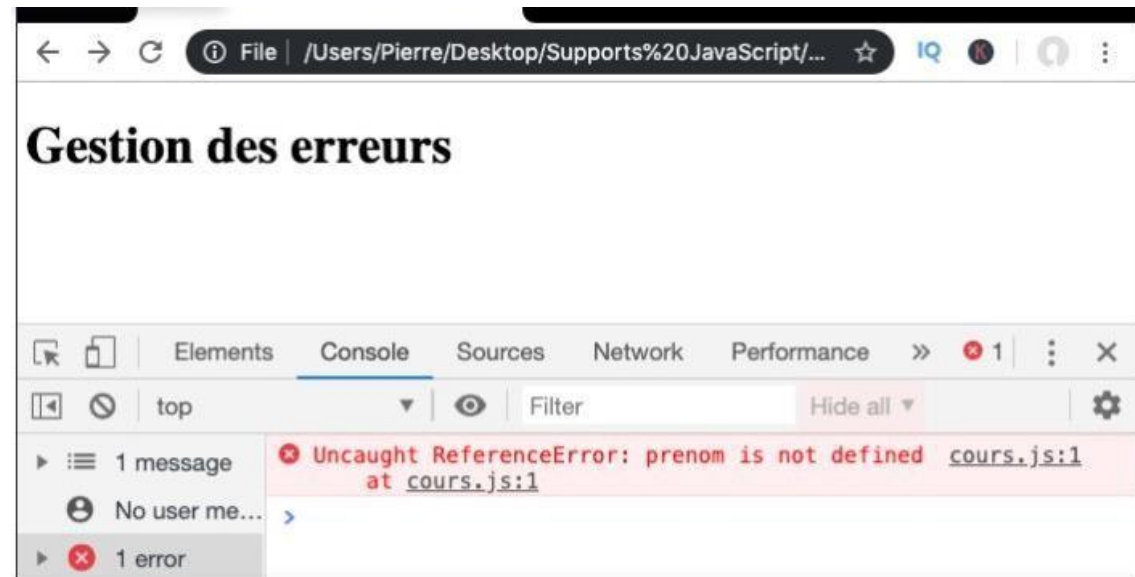 File | /Users/Pierre/Desktop/Supports%20JavaScript/...
IQ K
Gestion des erreurs
Elements Console Sources Network Performance » 1
top Filter Hide all
1 message
Uncaught ReferenceError: prenom is not defined cours.js:1
at cours.js:1
No user me...
>
1 error